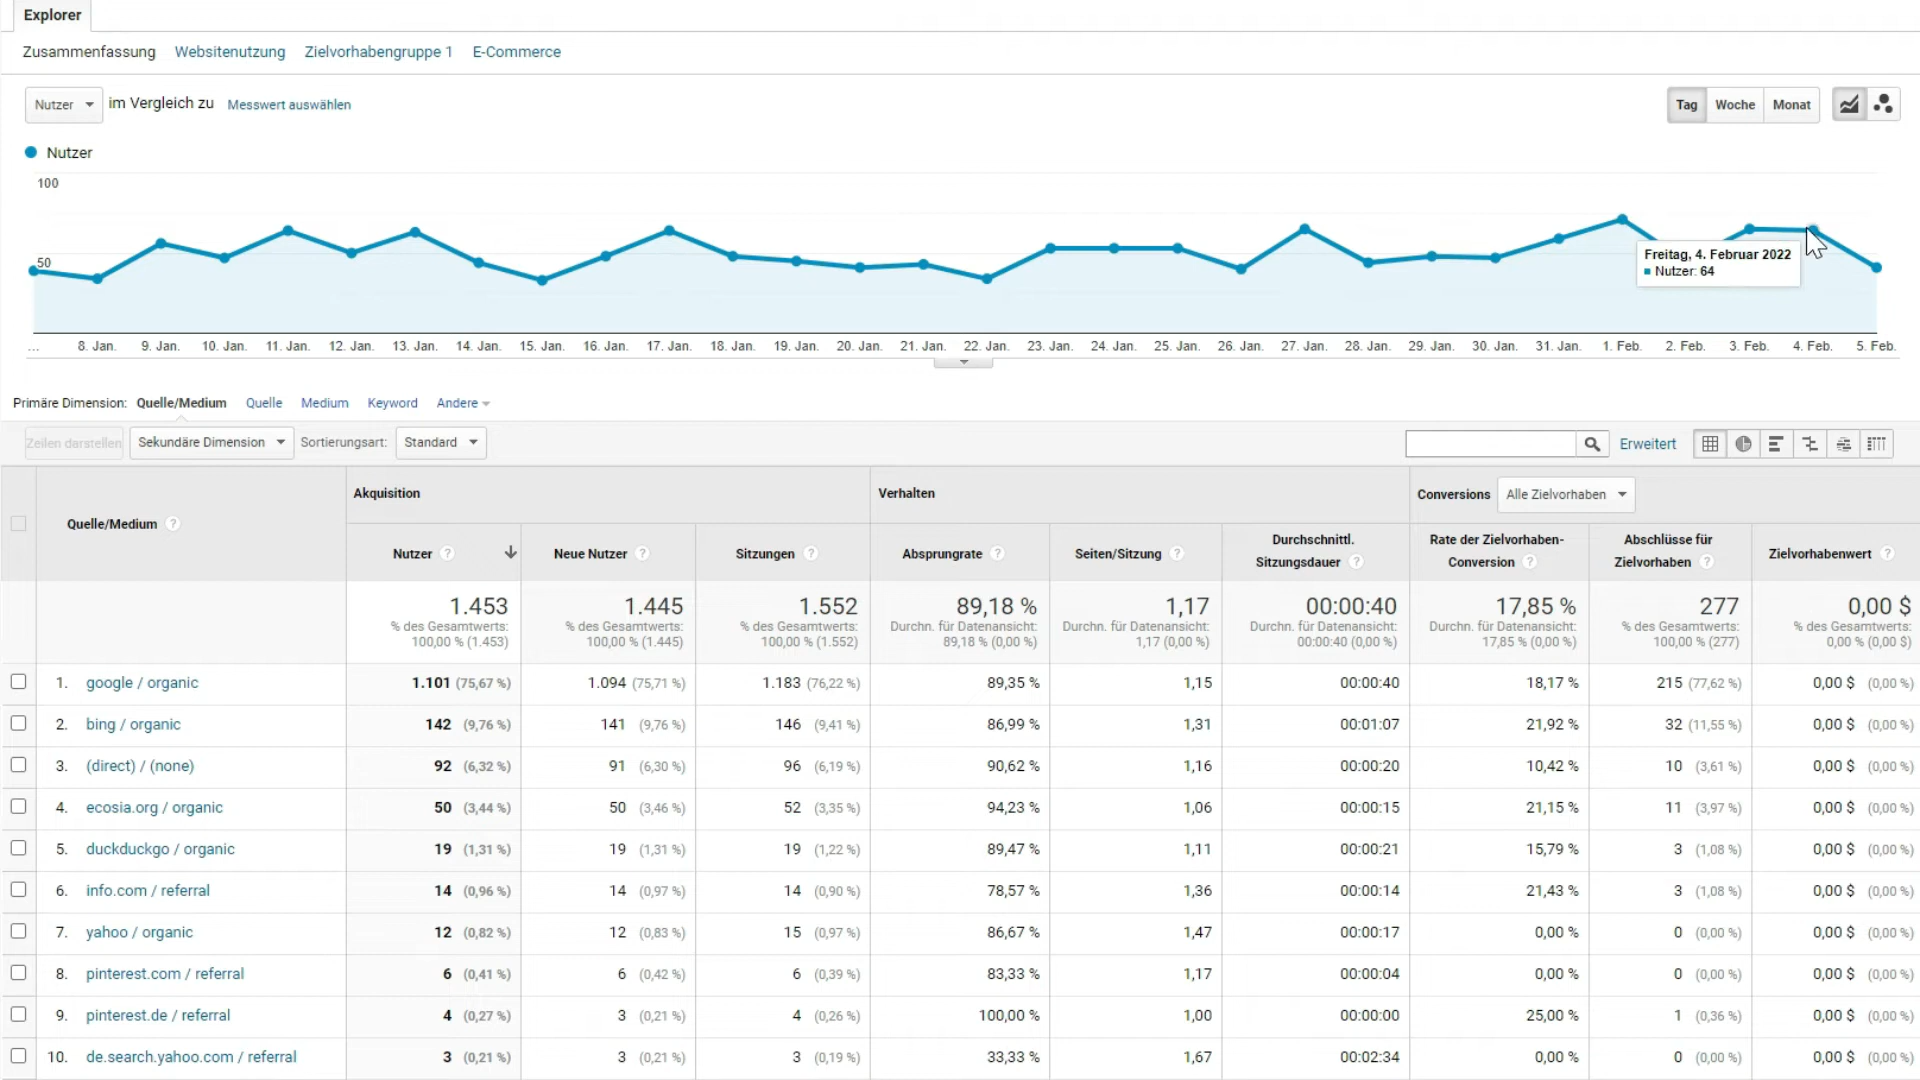 Explorer
Zusammenfassung Websitenutzung Zielvorhabengruppe 1 E-Commerce
Nutzer im Vergleich zu Messwert auswählen Tag Woche Monat
Nutzer
100
50
Freitag, 4. Februar 2022
Nutzer: 64
... 8. Jan. 9. Jan. 10. Jan. 11. Jan. 12. Jan. 13. Jan. 14. Jan. 15. Jan. 16. Jan. 17. Jan. 18. Jan. 19. Jan. 20. Jan. 21. Jan. 22. Jan. 23. Jan. 24. Jan. 25. Jan. 26. Jan. 27. Jan. 28. Jan. 29. Jan. 30. Jan. 31. Jan. 1. Feb. 2. Feb. 3. Feb. 4. Feb. 5. Feb.
Primäre Dimension: Quelle/Medium Quelle Medium Keyword Andere
Zeilen darstellen Sekundäre Dimension Sortierungsart: Standard Erweitert
Akquisition Verhalten Conversions Alle Zielvorhaben
Quelle/Medium ?
Nutzer ? Neue Nutzer ? Sitzungen ? Absprungrate ? Seiten/Sitzung ? Durchschnittl. Sitzungsdauer ? Rate der Zielvorhaben-Conversion ? Abschlüsse für Zielvorhaben ? Zielvorhabenwert ?
1.453 1.445 1.552 89,18 % 1,17 00:00:40 17,85 % 277 0,00 $
% des Gesamtwerts: % des Gesamtwerts: % des Gesamtwerts: Durchn. für Datenansicht: Durchn. für Datenansicht: Durchn. für Datenansicht: Durchn. für Datenansicht: % des Gesamtwerts: % des Gesamtwerts:
100,00 % (1.453) 100,00 % (1.445) 100,00 % (1.552) 89,18 % (0,00 %) 1,17 (0,00 %) 00:00:40 (0,00 %) 17,85 % (0,00 %) 100,00 % (277) 0,00 % (0,00 $)
1. google / organic 1.101 (75,67 %) 1.094 (75,71 %) 1.183 (76,22 %) 89,35 % 1,15 00:00:40 18,17 % 215 (77,62 %) 0,00 $ (0,00 %)
2. bing / organic 142 (9,76 %) 141 (9,76 %) 146 (9,41 %) 86,99 % 1,31 00:01:07 21,92 % 32 (11,55 %) 0,00 $ (0,00 %)
3. (direct) / (none) 92 (6,32 %) 91 (6,30 %) 96 (6,19 %) 90,62 % 1,16 00:00:20 10,42 % 10 (3,61 %) 0,00 $ (0,00 %)
4. ecosia.org / organic 50 (3,44 %) 50 (3,46 %) 52 (3,35 %) 94,23 % 1,06 00:00:15 21,15 % 11 (3,97 %) 0,00 $ (0,00 %)
5. duckduckgo / organic 19 (1,31 %) 19 (1,31 %) 19 (1,22 %) 89,47 % 1,11 00:00:21 15,79 % 3 (1,08 %) 0,00 $ (0,00 %)
6. info.com / referral 14 (0,96 %) 14 (0,97 %) 14 (0,90 %) 78,57 % 1,36 00:00:14 21,43 % 3 (1,08 %) 0,00 $ (0,00 %)
7. yahoo / organic 12 (0,82 %) 12 (0,83 %) 15 (0,97 %) 86,67 % 1,47 00:00:17 0,00 % 0 (0,00 %) 0,00 $ (0,00 %)
8. pinterest.com / referral 6 (0,41 %) 6 (0,42 %) 6 (0,39 %) 83,33 % 1,17 00:00:04 0,00 % 0 (0,00 %) 0,00 $ (0,00 %)
9. pinterest.de / referral 4 (0,27 %) 3 (0,21 %) 4 (0,26 %) 100,00 % 1,00 00:00:00 25,00 % 1 (0,36 %) 0,00 $ (0,00 %)
10. de.search.yahoo.com / referral 3 (0,21 %) 3 (0,21 %) 3 (0,19 %) 33,33 % 1,67 00:02:34 0,00 % 0 (0,00 %) 0,00 $ (0,00 %)